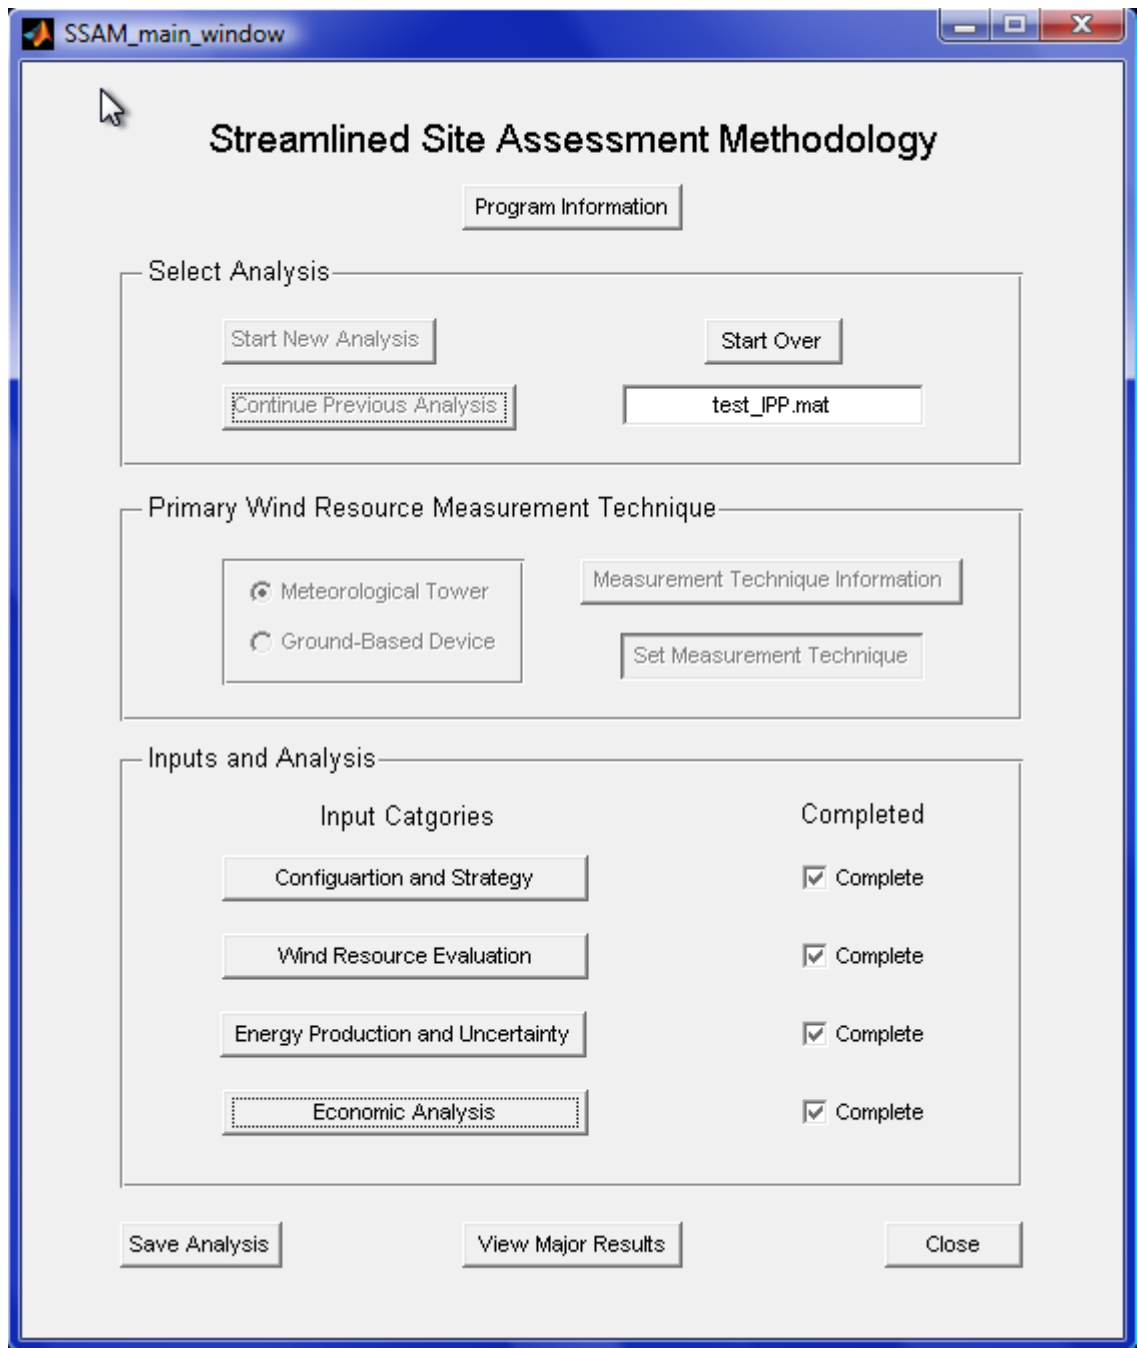 SSAM_main_window
Streamlined Site Assessment Methodology
Program Information
Select Analysis
Start New Analysis
Start Over
Continue Previous Analysis
test_IPP.mat
Primary Wind Resource Measurement Technique
Meteorological Tower
Measurement Technique Information
Ground-Based Device
Set Measurement Technique
Inputs and Analysis
Input Catgories
Completed
Configuartion and Strategy
Complete
Wind Resource Evaluation
Complete
Energy Production and Uncertainty
Complete
Economic Analysis
Complete
Save Analysis
View Major Results
Close